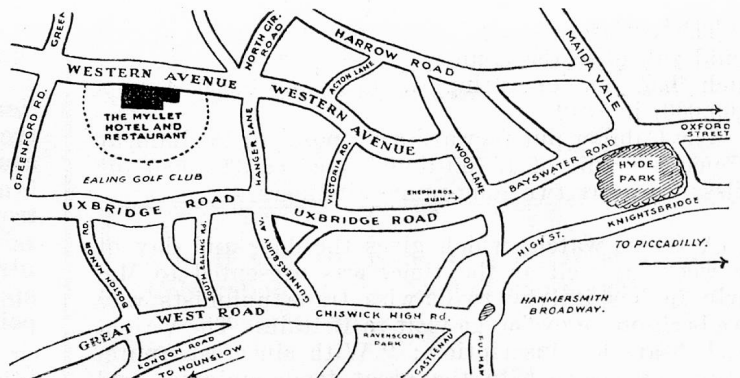 GREEN
NORTH CIR.
ROAD
HARROW ROAD
MAIDA VALE
WESTERN AVENUE
ACTON LANE
WESTERN AVENUE
THE MYLLET
HOTEL AND
RESTAURANT
GREENFORD RD.
HANGER LANE
VICTORIA RD.
WOOD LANE
OXFORD
STREET
BAYSWATER ROAD
HYDE
PARK
EALING GOLF CLUB
SHEPHERDS
BUSH
UXBRIDGE ROAD
UXBRIDGE ROAD
KNIGHTSBRIDGE
HIGH ST.
TO PICCADILLY.
BOSTON MANOR RD.
SOUTH EALING RD.
GUNNERSBURY AV.
HAMMERSMITH
BROADWAY.
GREAT WEST ROAD
CHISWICK HIGH RD.
RAVENSCOURT
PARK
LONDON ROAD
TO HOUNSLOW
CASTLENAU
FULHAM